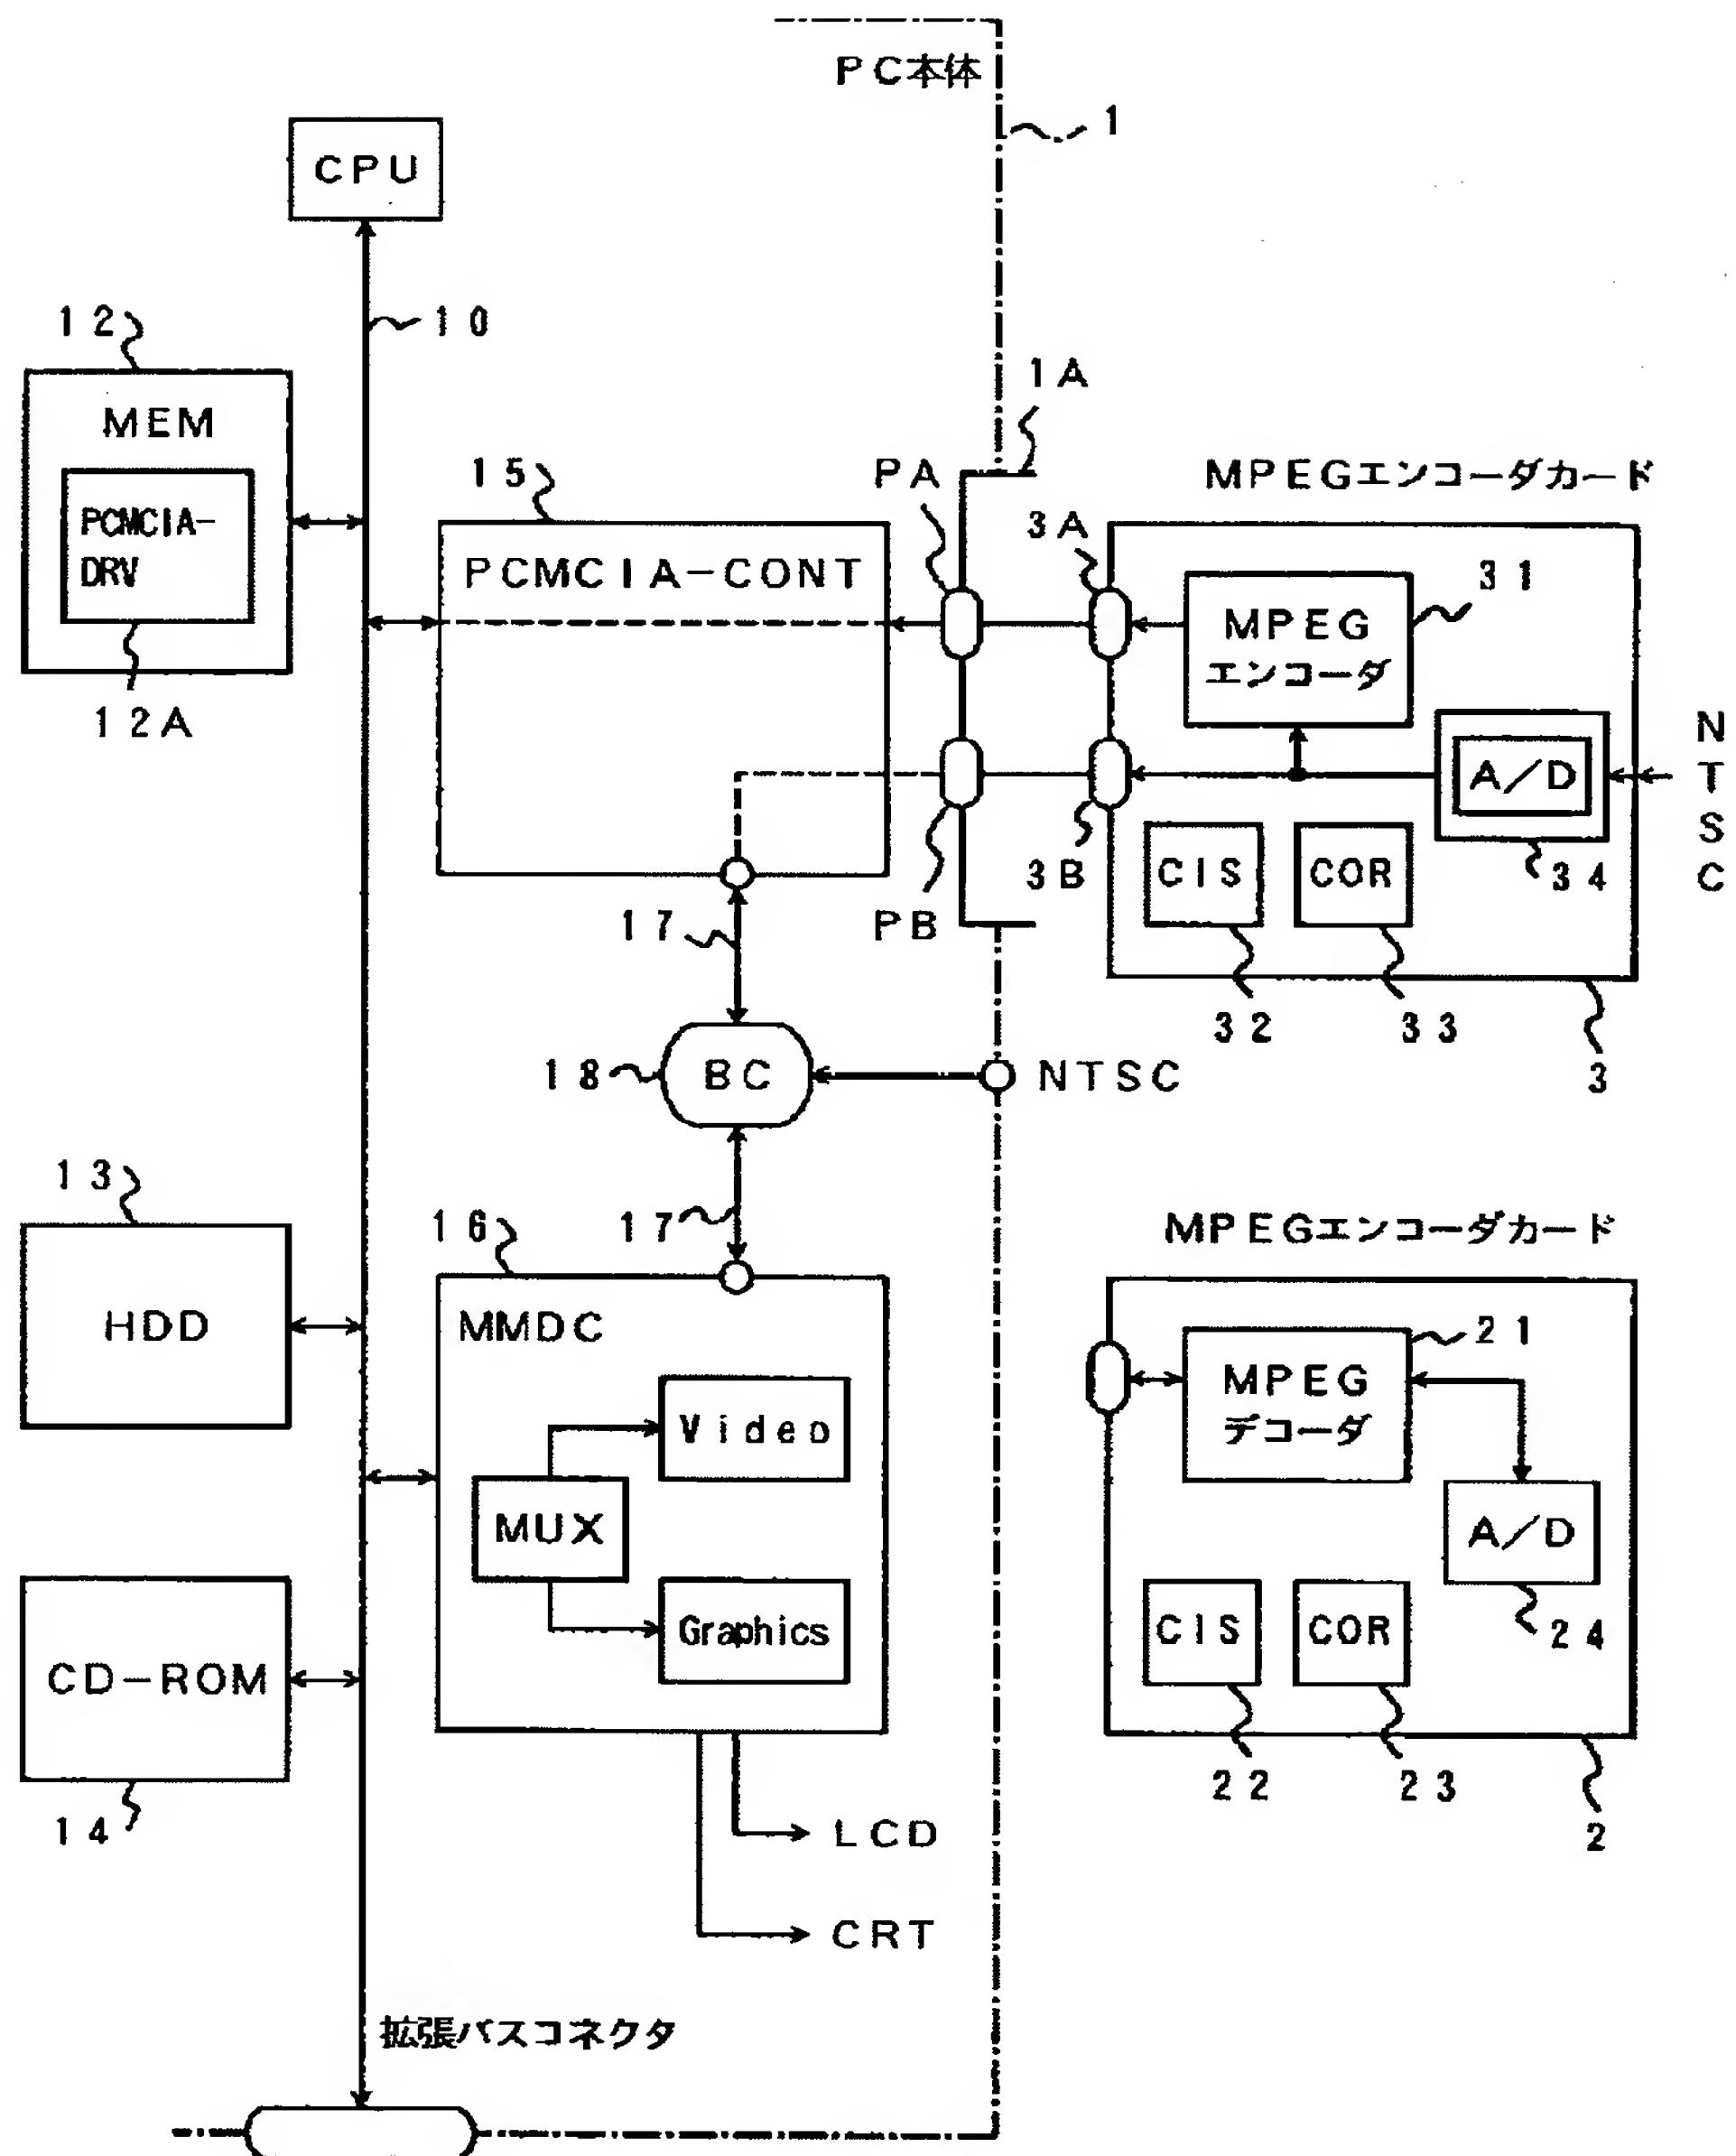 PC本体
1
CPU
12
10
MEM
PCMCIA-
DRV
12A
15
PCMCIA-CONT
1A
PA
3A
MPEGエンコーダカード
MPEG
エンコーダ
31
A/D
34
NTSC
3B
PB
CIS
COR
32
33
3
17
18
BC
NTSC
13
HDD
16
17
MMDC
Video
MUX
Graphics
CD-ROM
14
LCD
CRT
MPEGエンコーダカード
MPEG
デコーダ
21
A/D
24
CIS
COR
22
23
2
拡張バスコネクタ